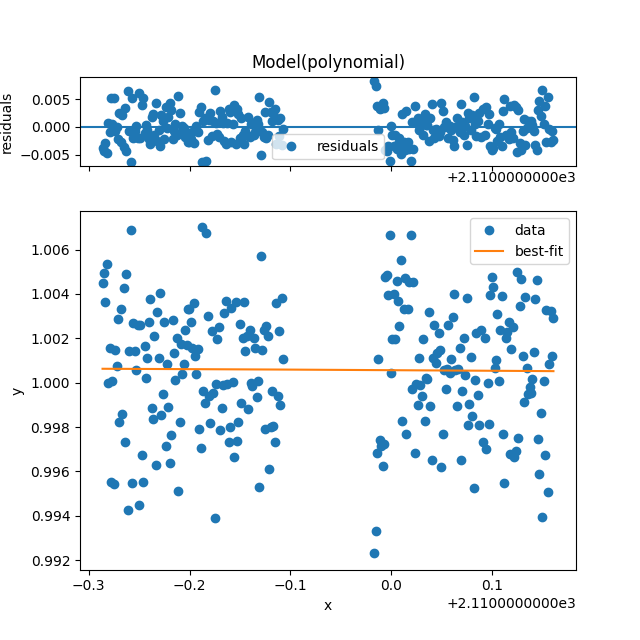 Model(polynomial)
residuals
0.005
0.000
−0.005
residuals
+2.1100000000e3
y
1.006
1.004
1.002
1.000
0.998
0.996
0.994
0.992
data
best-fit
−0.3 −0.2 −0.1 0.0 0.1
x
+2.1100000000e3